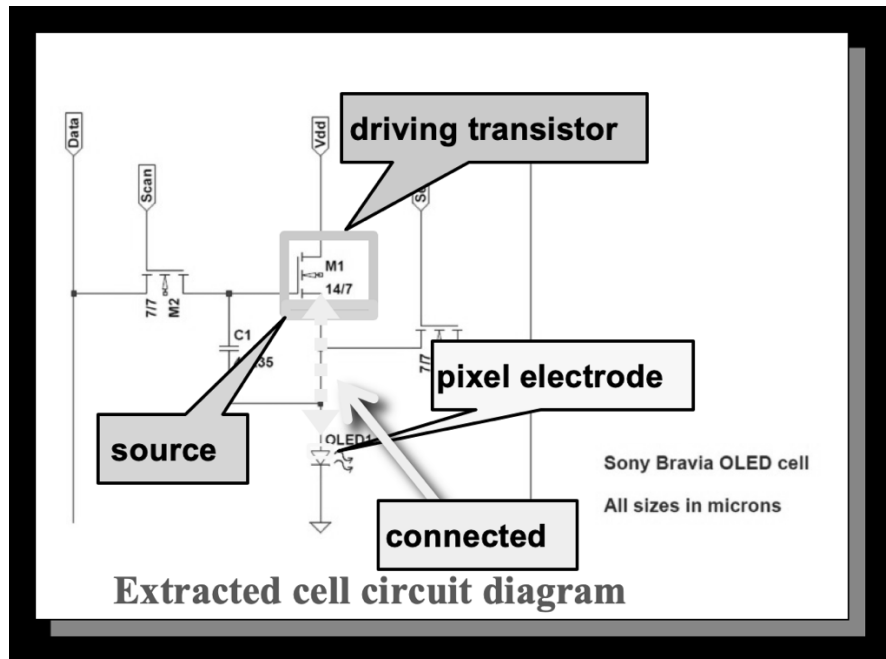 driving transistor
Data
Vdd
Scan
M1
14/7
7/7
M2
C1
35
7/7
pixel electrode
source
OLED1
Sony Bravia OLED cell
All sizes in microns
connected
Extracted cell circuit diagram